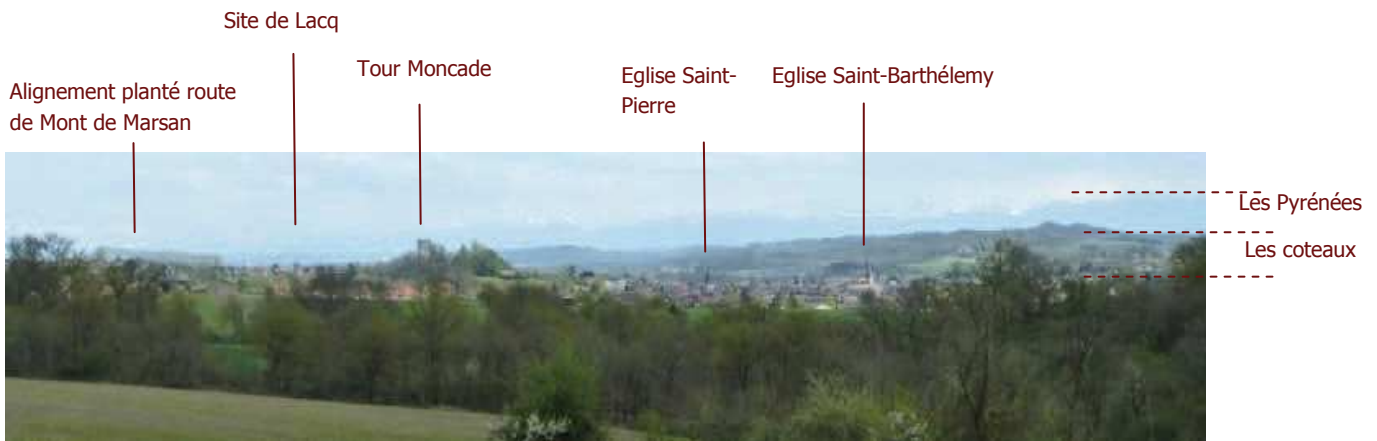 Site de Lacq
Tour Moncade
Alignement planté route
de Mont de Marsan
Eglise Saint-
Pierre
Eglise Saint-Barthélemy
Les Pyrénées
Les coteaux